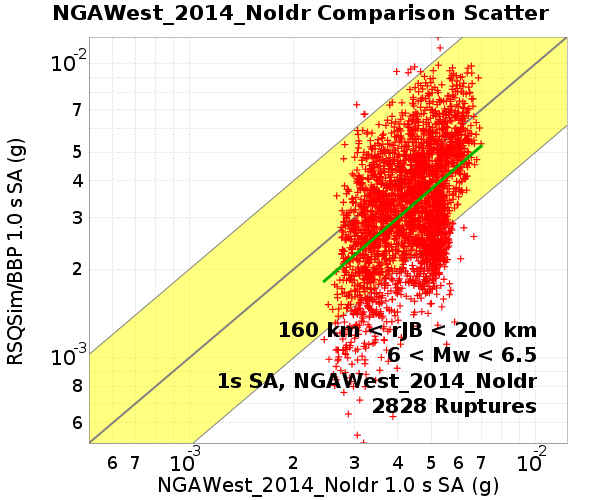 NGAWest_2014_NoIdr Comparison Scatter
RSQSim/BBP 1.0 s SA (g)
10-2
7
5
4
3
2
10-3
8
6
160 km < rJB < 200 km
6 < Mw < 6.5
1s SA, NGAWest_2014_NoIdr
2828 Ruptures
6 7 10-3 2 3 4 5 6 7 10-2
NGAWest_2014_NoIdr 1.0 s SA (g)